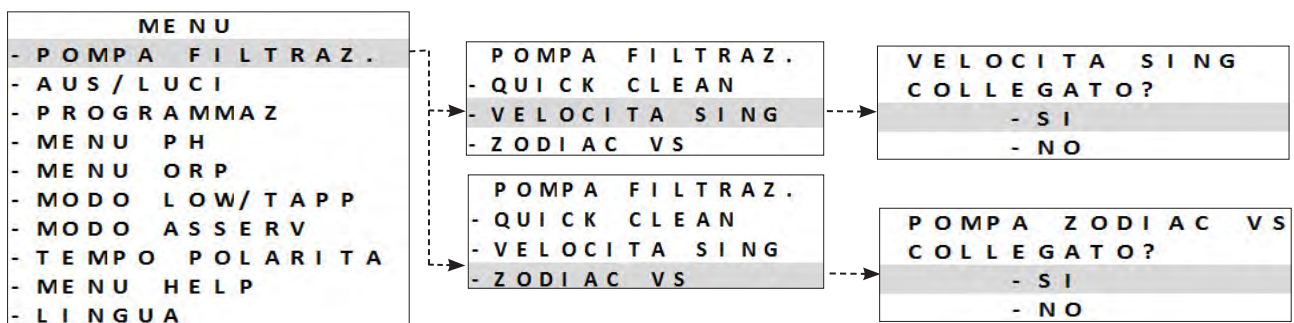 MENU
- POMPA FILTRAZ.
- AUS/LUCI
- PROGRAMMAZ
- MENU PH
- MENU ORP
- MODO LOW/TAPP
- MODO ASSERV
- TEMPO POLARITA
- MENU HELP
- LINGUA
POMPA FILTRAZ.
- QUICK CLEAN
- VELOCITA SING
- ZODIAC VS
VELOCITA SING
COLLEGATO?
- SI
- NO
POMPA FILTRAZ.
- QUICK CLEAN
- VELOCITA SING
- ZODIAC VS
POMPA ZODIAC VS
COLLEGATO?
- SI
- NO